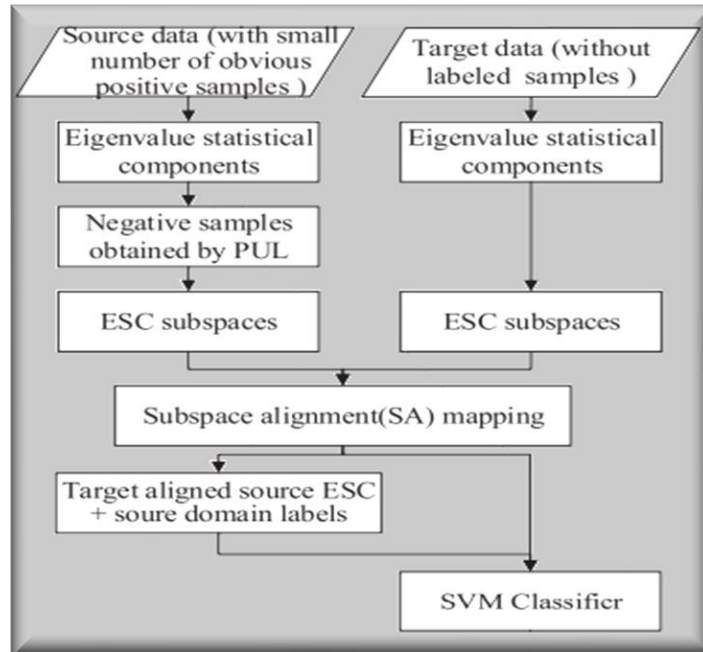 Source data (with small
number of obvious
positive samples )
Target data (without
labeled samples )
Eigenvalue statistical
components
Eigenvalue statistical
components
Negative samples
obtained by PUL
ESC subspaces
ESC subspaces
Subspace alignment(SA) mapping
Target aligned source ESC
+ soure domain labels
SVM Classifier